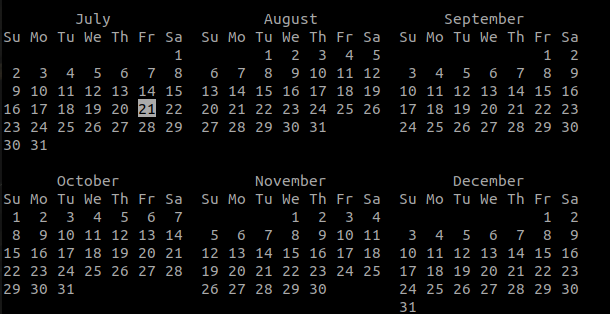 July                 August              September
Su Mo Tu We Th Fr Sa  Su Mo Tu We Th Fr Sa  Su Mo Tu We Th Fr Sa
                   1         1  2  3  4  5                  1  2
 2  3  4  5  6  7  8   6  7  8  9 10 11 12   3  4  5  6  7  8  9
 9 10 11 12 13 14 15  13 14 15 16 17 18 19  10 11 12 13 14 15 16
16 17 18 19 20 21 22  20 21 22 23 24 25 26  17 18 19 20 21 22 23
23 24 25 26 27 28 29  27 28 29 30 31        24 25 26 27 28 29 30
30 31
      October               November              December
Su Mo Tu We Th Fr Sa  Su Mo Tu We Th Fr Sa  Su Mo Tu We Th Fr Sa
 1  2  3  4  5  6  7            1  2  3  4                  1  2
 8  9 10 11 12 13 14   5  6  7  8  9 10 11   3  4  5  6  7  8  9
15 16 17 18 19 20 21  12 13 14 15 16 17 18  10 11 12 13 14 15 16
22 23 24 25 26 27 28  19 20 21 22 23 24 25  17 18 19 20 21 22 23
29 30 31              26 27 28 29 30        24 25 26 27 28 29 30
                                            31